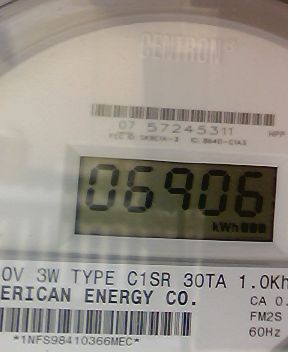 CENTRON
07 57245311
HPP
06906
kWh
0V 3W TYPE C1SR 30TA 1.0Kh
ERICAN ENERGY CO.
CA 0.
FM2S
60Hz
*1NFS98410366MEC*